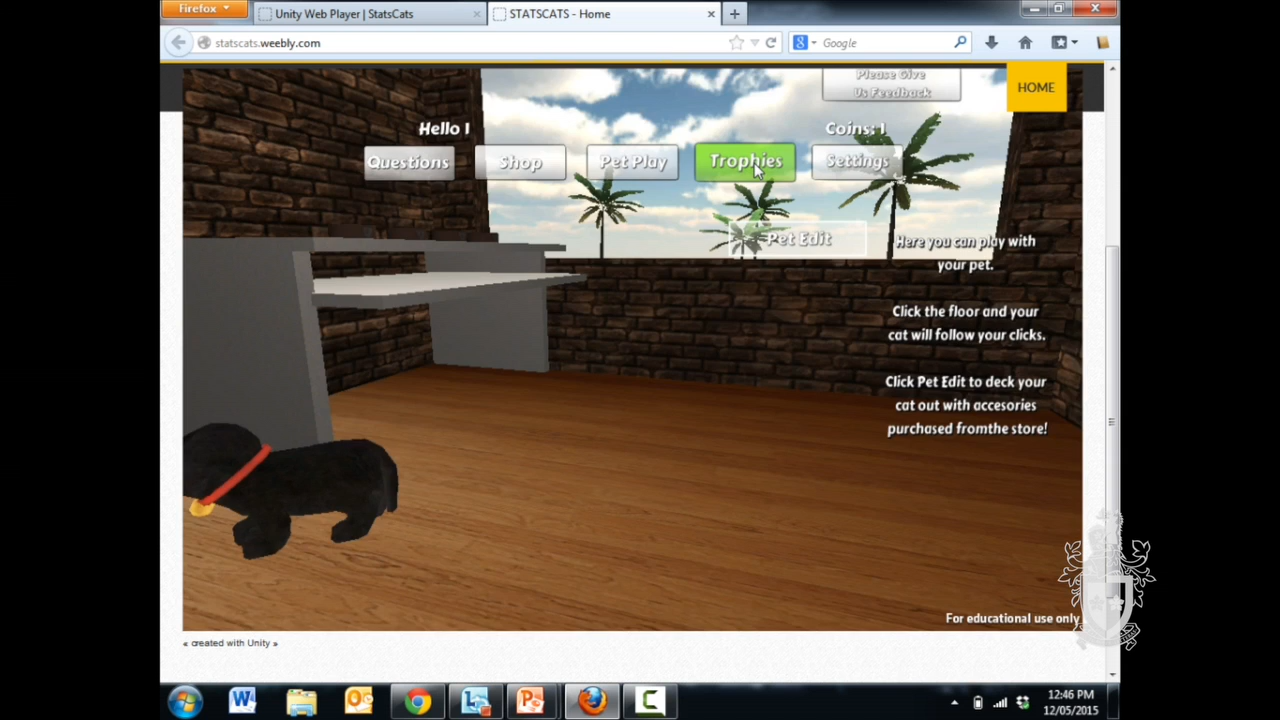 Firefox
Unity Web Player | StatsCats
STATSCATS - Home
statscats.weebly.com
Google
Please Give
Us Feedback
HOME
Hello 1
Coins: 1
Questions
Shop
Pet Play
Trophies
Settings
Pet Edit
Here you can play with
your pet.
Click the floor and your
cat will follow your clicks.
Click Pet Edit to deck your
cat out with accesories
purchased fromthe store!
For educational use only
« created with Unity »
12:46 PM
12/05/2015